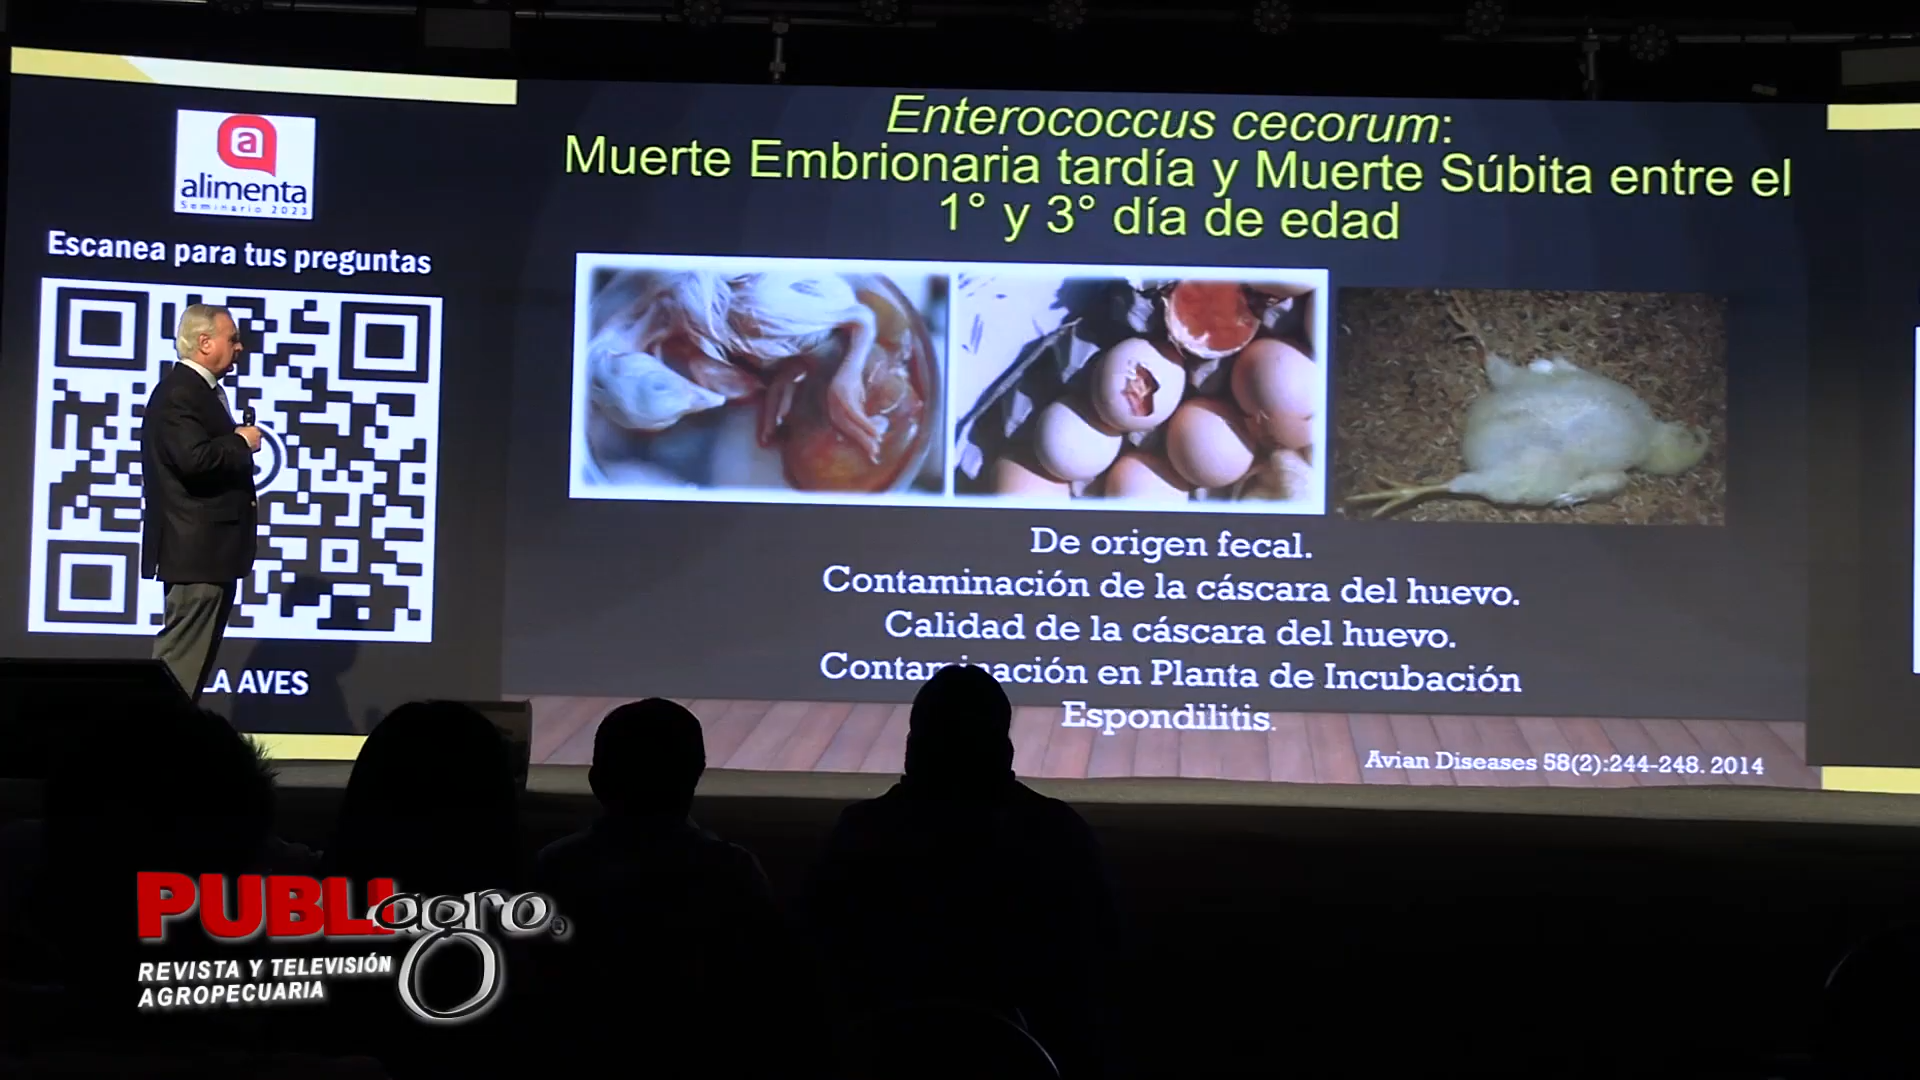 a
alimenta
Seminario 2023
Escanea para tus preguntas
LA AVES
Enterococcus cecorum:
Muerte Embrionaria tardía y Muerte Súbita entre el
1° y 3° día de edad
De origen fecal.
Contaminación de la cáscara del huevo.
Calidad de la cáscara del huevo.
Contaminación en Planta de Incubación
Espondilitis.
Avian Diseases 58(2):244-248. 2014
PUBLIagro®
REVISTA Y TELEVISIÓN
AGROPECUARIA